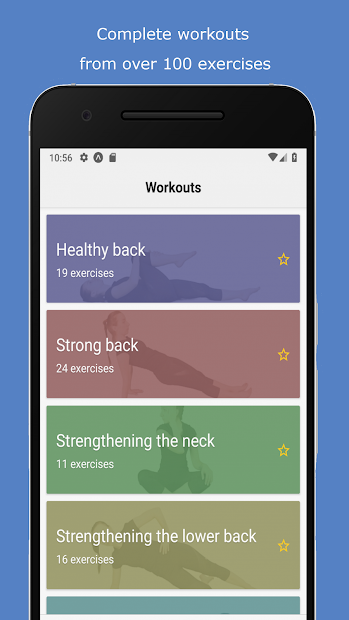 Complete workouts
from over 100 exercises
10:56
Workouts
Healthy back
19 exercises
Strong back
24 exercises
Strengthening the neck
11 exercises
Strengthening the lower back
16 exercises